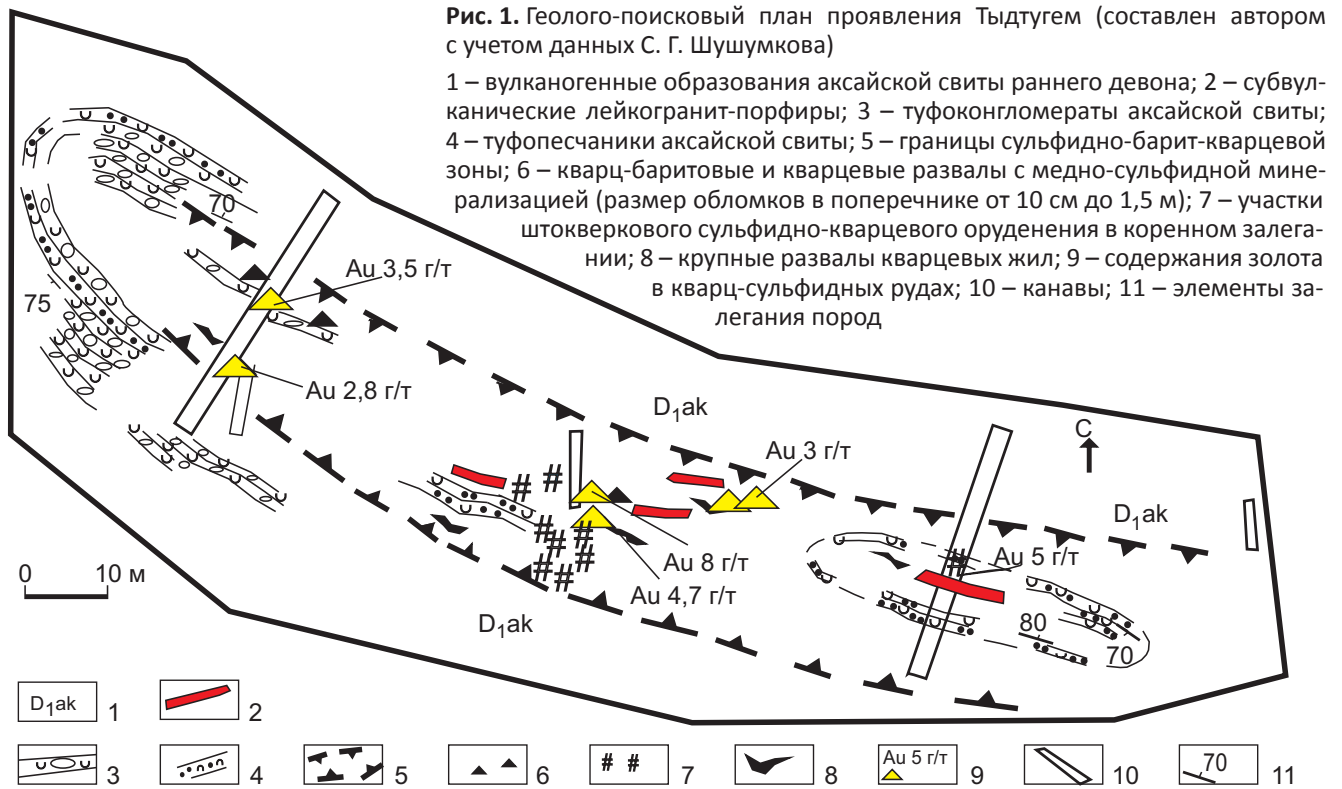 Рис. 1. Геолого-поисковый план проявления Тыдтугем (составлен автором
с учетом данных С. Г. Шушумкова)
1 – вулканогенные образования аксайской свиты раннего девона; 2 – субвул-
канические лейкогранит-порфиры; 3 – туфоконгломераты аксайской свиты;
4 – туфопесчаники аксайской свиты; 5 – границы сульфидно-барит-кварцевой
зоны; 6 – кварц-баритовые и кварцевые развалы с медно-сульфидной мине-
рализацией (размер обломков в поперечнике от 10 см до 1,5 м); 7 – участки
штокверкового сульфидно-кварцевого оруденения в коренном залега-
нии; 8 – крупные развалы кварцевых жил; 9 – содержания золота
в кварц-сульфидных рудах; 10 – канавы; 11 – элементы за-
легания пород
70
Au 3,5 г/т
75
Au 2,8 г/т
D₁ak
С
Au 3 г/т
D₁ak
Au 8 г/т
Au 5 г/т
0 10 м
Au 4,7 г/т
D₁ak
80
70
D₁ak 1
2
3
4
5
6
# # 7
8
Au 5 г/т 9
10
70 11